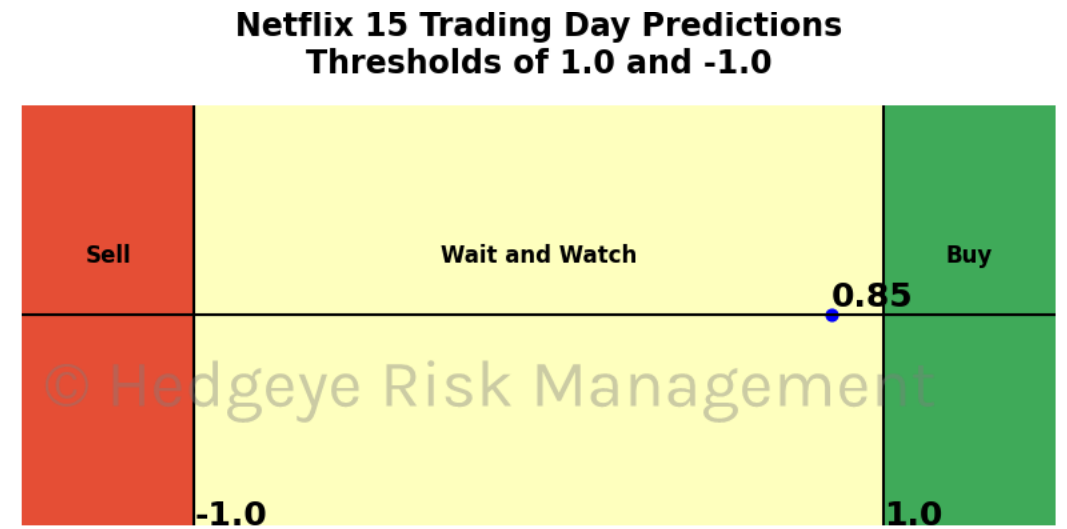 Netflix 15 Trading Day Predictions
Thresholds of 1.0 and -1.0
Sell
Wait and Watch
Buy
0.85
© Hedgeye Risk Management
-1.0
1.0